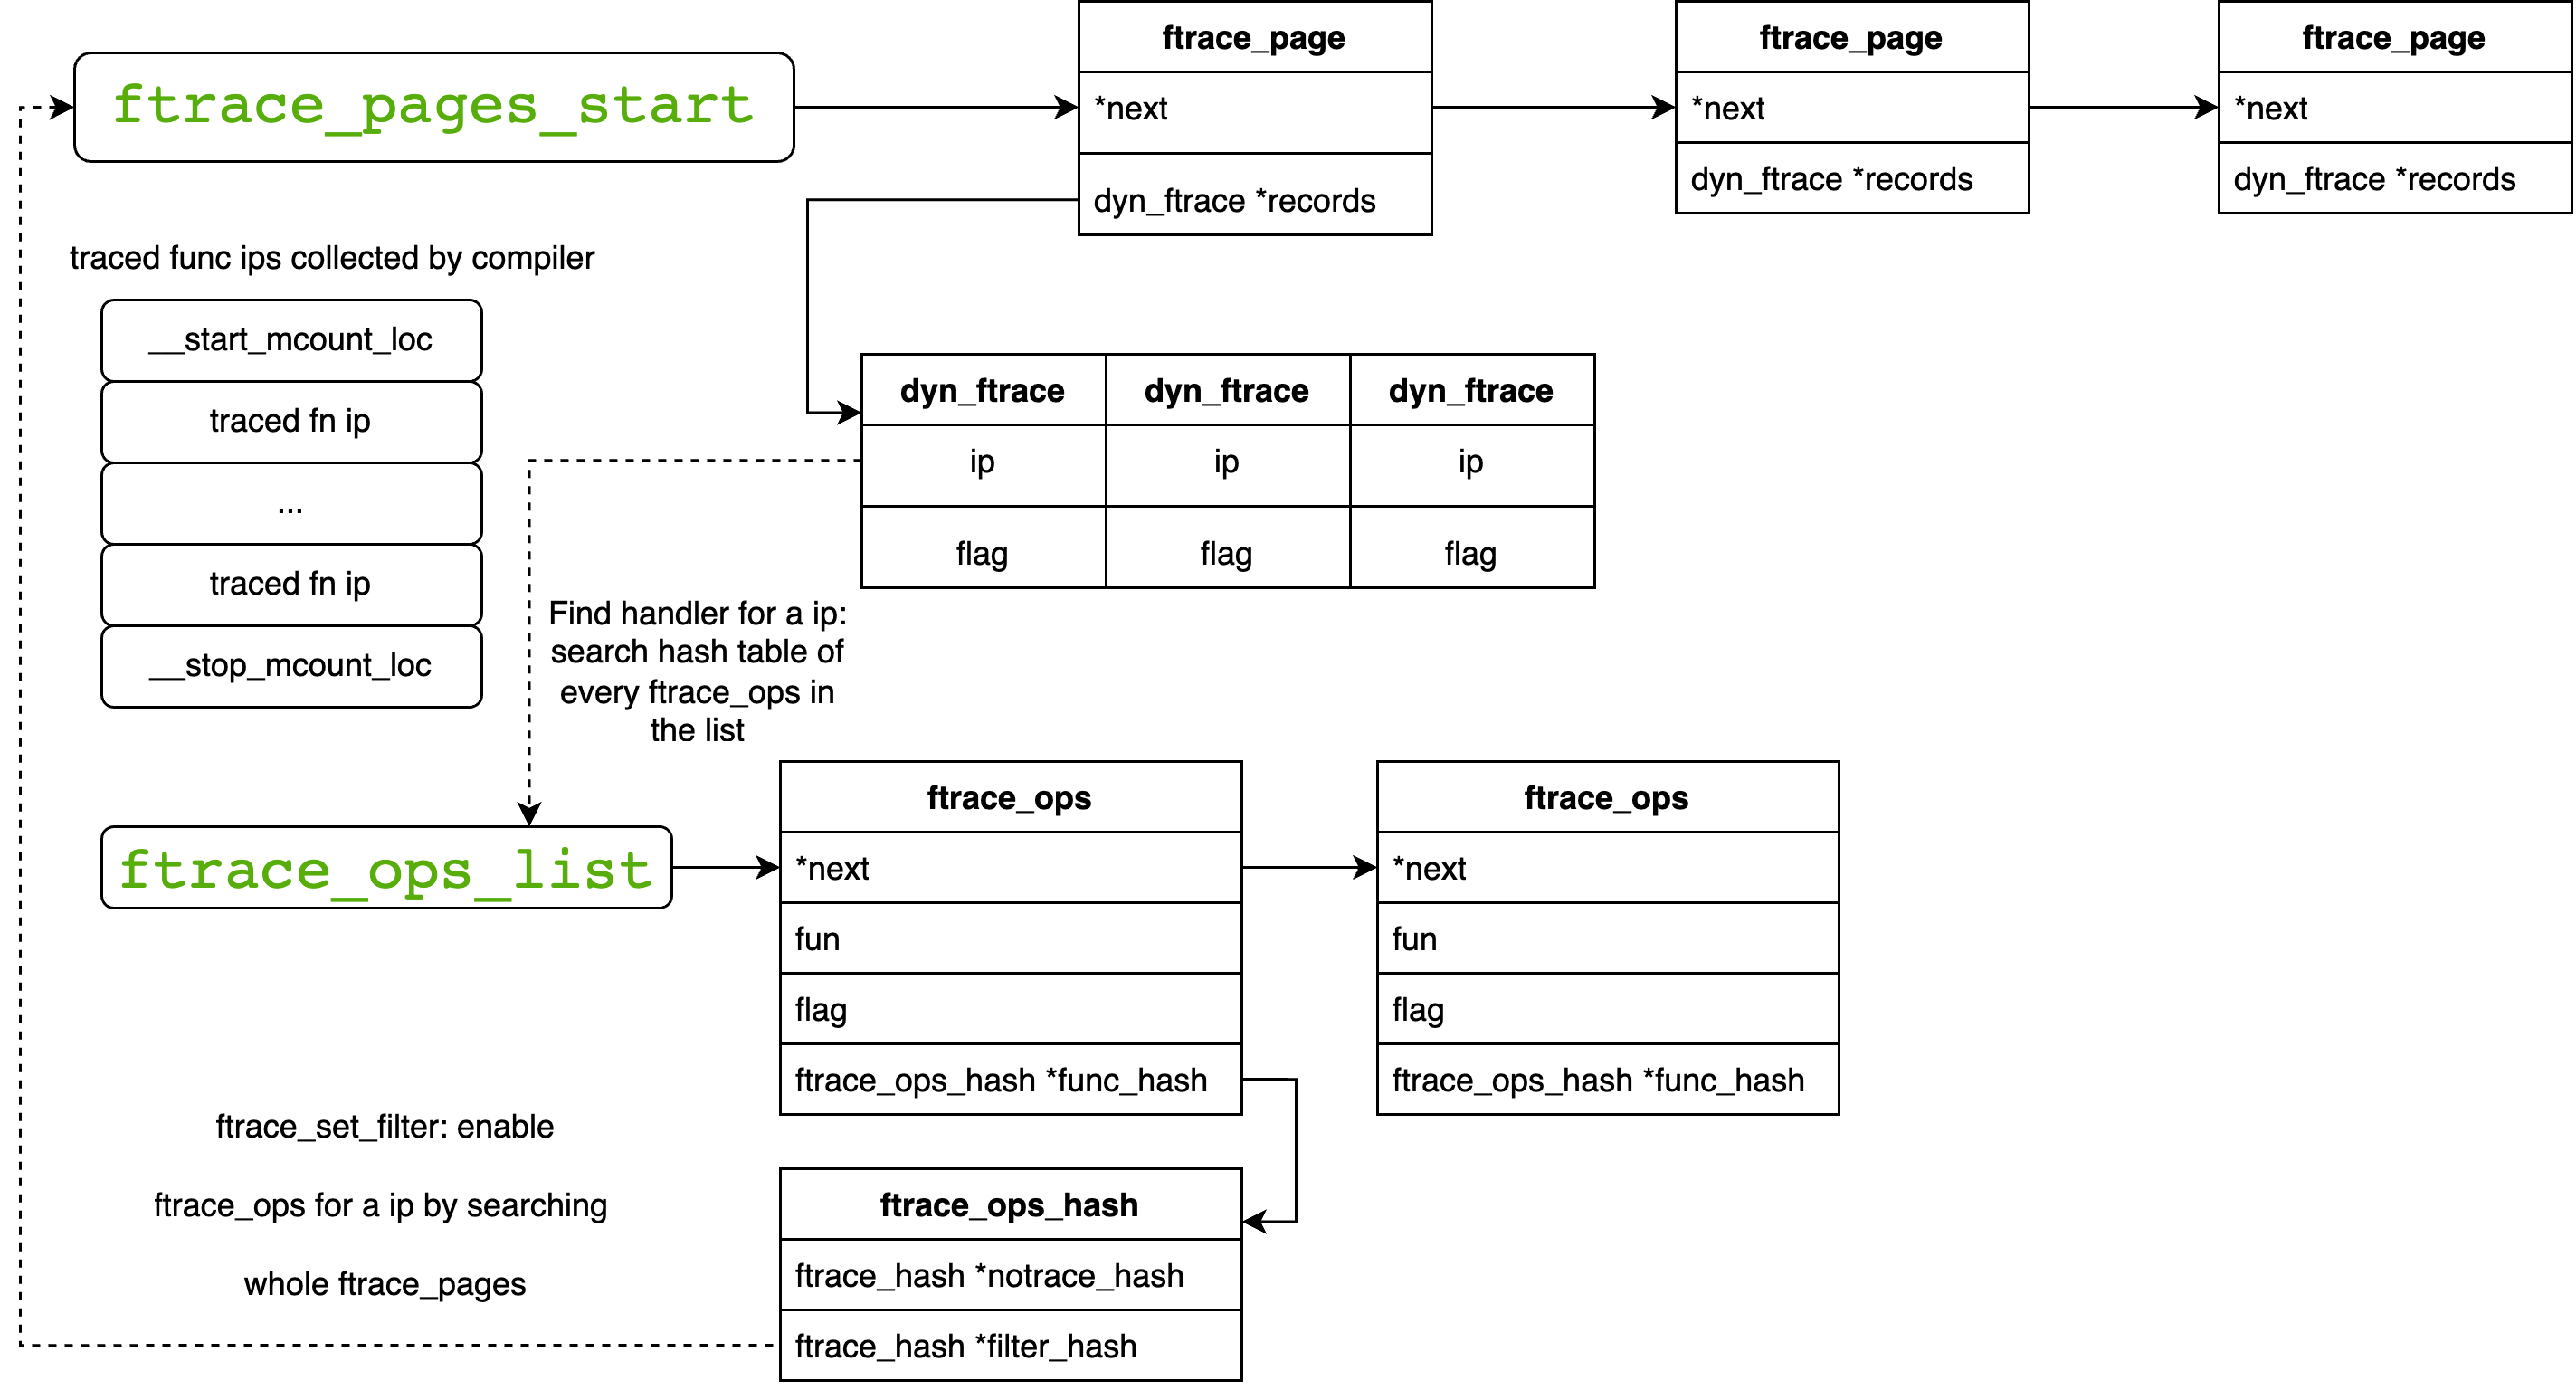 ftrace_pages_start
ftrace_page
*next
dyn_ftrace *records
ftrace_page
*next
dyn_ftrace *records
ftrace_page
*next
dyn_ftrace *records
traced func ips collected by compiler
__start_mcount_loc
traced fn ip
...
traced fn ip
__stop_mcount_loc
dyn_ftrace dyn_ftrace dyn_ftrace
ip ip ip
flag flag flag
Find handler for a ip:
search hash table of
every ftrace_ops in
the list
ftrace_ops_list
ftrace_ops
*next
fun
flag
ftrace_ops_hash *func_hash
ftrace_ops
*next
fun
flag
ftrace_ops_hash *func_hash
ftrace_set_filter: enable
ftrace_ops for a ip by searching
whole ftrace_pages
ftrace_ops_hash
ftrace_hash *notrace_hash
ftrace_hash *filter_hash